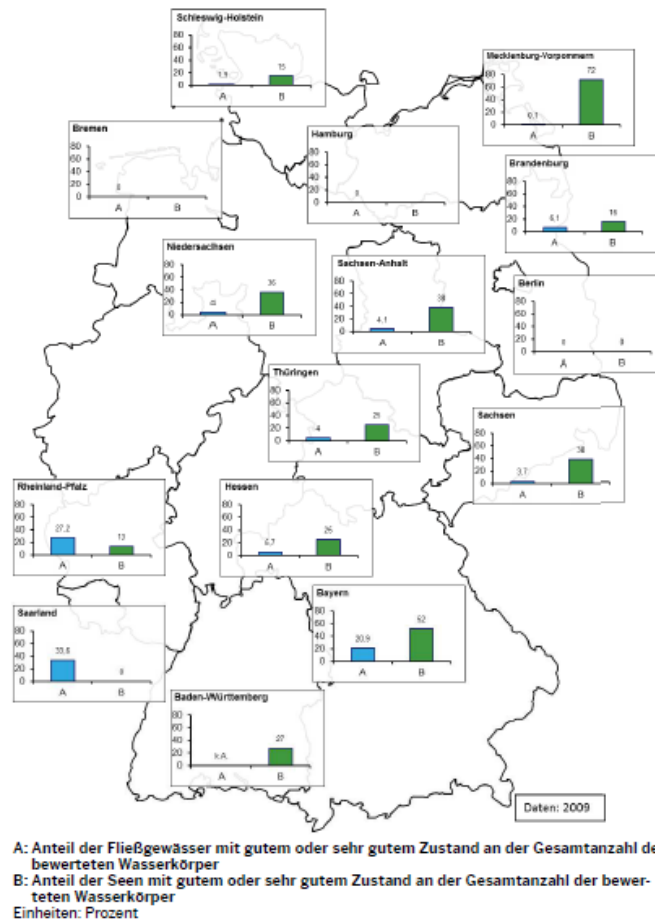 Schleswig-Holstein
80
60
40
20
0
1,9
15
A
B
Mecklenburg-Vorpommern
80
60
40
20
0
0,1
72
A
B
Bremen
80
60
40
20
0
0
A
B
Hamburg
80
60
40
20
0
0
A
B
Brandenburg
80
60
40
20
0
6,1
16
A
B
Niedersachsen
80
60
40
20
0
35
A
B
Sachsen-Anhalt
80
60
40
20
0
4,1
38
A
B
Berlin
80
60
40
20
0
0
0
A
B
Thüringen
80
60
40
20
0
4
25
A
B
Sachsen
80
60
40
20
0
3,7
38
A
B
Rheinland-Pfalz
80
60
40
20
0
27,2
13
A
B
Hessen
80
60
40
20
0
25
A
B
Saarland
80
60
40
20
0
0
A
B
Bayern
80
60
40
20
0
20,9
52
A
B
Baden-Württemberg
80
60
40
20
0
k.A.
27
A
B
Daten: 2009
A: Anteil der Fließgewässer mit gutem oder sehr gutem Zustand an der Gesamtanzahl de
bewerteten Wasserkörper
B: Anteil der Seen mit gutem oder sehr gutem Zustand an der Gesamtanzahl der bewer-
teten Wasserkörper
Einheiten: Prozent